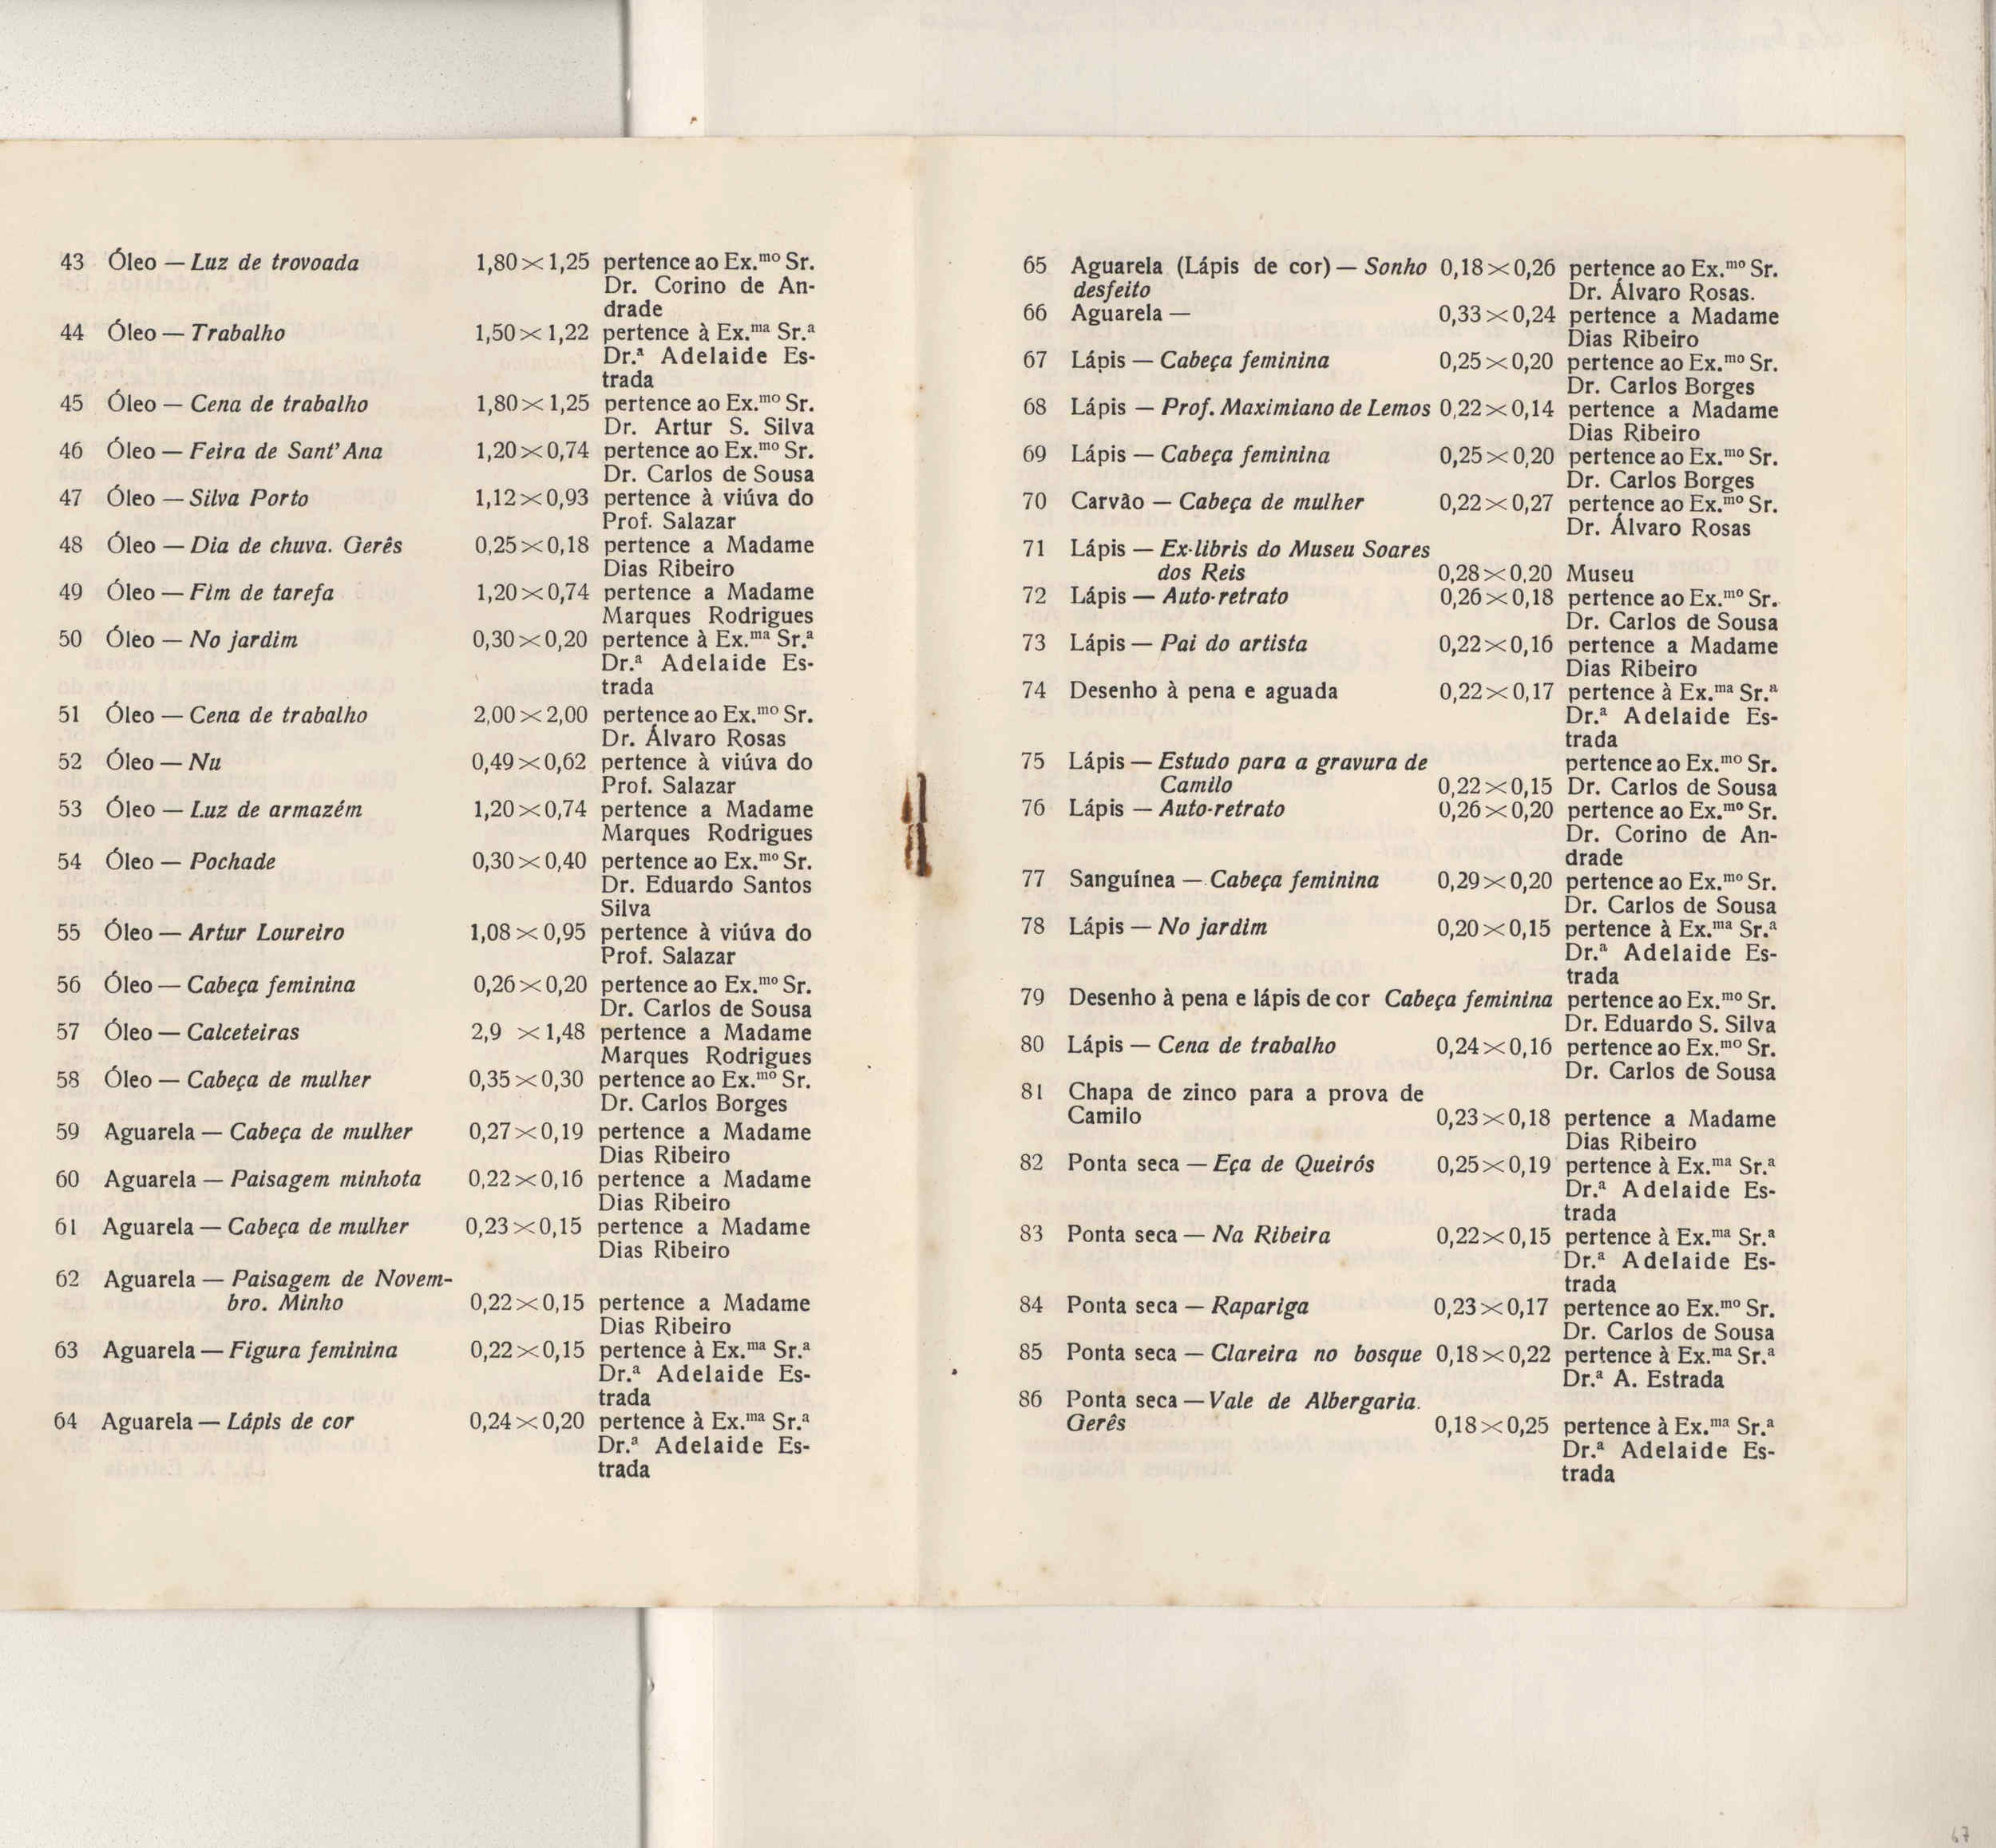 43 Óleo — Luz de trovoada 1,80×1,25 pertence ao Ex.mo Sr.
Dr. Corino de An-
drade
44 Óleo — Trabalho 1,50×1,22 pertence à Ex.ma Sr.ª
Dr.ª Adelaide Es-
trada
45 Óleo — Cena de trabalho 1,80×1,25 pertence ao Ex.mo Sr.
Dr. Artur S. Silva
46 Óleo — Feira de Sant'Ana 1,20×0,74 pertence ao Ex.mo Sr.
Dr. Carlos de Sousa
47 Óleo — Silva Porto 1,12×0,93 pertence à viúva do
Prof. Salazar
48 Óleo — Dia de chuva. Gerês 0,25×0,18 pertence a Madame
Dias Ribeiro
49 Óleo — Fim de tarefa 1,20×0,74 pertence a Madame
Marques Rodrigues
50 Óleo — No jardim 0,30×0,20 pertence à Ex.ma Sr.ª
Dr.ª Adelaide Es-
trada
51 Óleo — Cena de trabalho 2,00×2,00 pertence ao Ex.mo Sr.
Dr. Álvaro Rosas
52 Óleo — Nu 0,49×0,62 pertence à viúva do
Prof. Salazar
53 Óleo — Luz de armazém 1,20×0,74 pertence a Madame
Marques Rodrigues
54 Óleo — Pochade 0,30×0,40 pertence ao Ex.mo Sr.
Dr. Eduardo Santos
Silva
55 Óleo — Artur Loureiro 1,08×0,95 pertence à viúva do
Prof. Salazar
56 Óleo — Cabeça feminina 0,26×0,20 pertence ao Ex.mo Sr.
Dr. Carlos de Sousa
57 Óleo — Calceteiras 2,9 ×1,48 pertence a Madame
Marques Rodrigues
58 Óleo — Cabeça de mulher 0,35×0,30 pertence ao Ex.mo Sr.
Dr. Carlos Borges
59 Aguarela — Cabeça de mulher 0,27×0,19 pertence a Madame
Dias Ribeiro
60 Aguarela — Paisagem minhota 0,22×0,16 pertence a Madame
Dias Ribeiro
61 Aguarela — Cabeça de mulher 0,23×0,15 pertence a Madame
Dias Ribeiro
62 Aguarela — Paisagem de Novem-
bro. Minho 0,22×0,15 pertence a Madame
Dias Ribeiro
63 Aguarela — Figura feminina 0,22×0,15 pertence à Ex.ma Sr.ª
Dr.ª Adelaide Es-
trada
64 Aguarela — Lápis de cor 0,24×0,20 pertence à Ex.ma Sr.ª
Dr.ª Adelaide Es-
trada
65 Aguarela (Lápis de cor) — Sonho 0,18×0,26 pertence ao Ex.mo Sr.
desfeito Dr. Álvaro Rosas.
66 Aguarela — 0,33×0,24 pertence a Madame
Dias Ribeiro
67 Lápis — Cabeça feminina 0,25×0,20 pertence ao Ex.mo Sr.
Dr. Carlos Borges
68 Lápis — Prof. Maximiano de Lemos 0,22×0,14 pertence a Madame
Dias Ribeiro
69 Lápis — Cabeça feminina 0,25×0,20 pertence ao Ex.mo Sr.
Dr. Carlos Borges
70 Carvão — Cabeça de mulher 0,22×0,27 pertence ao Ex.mo Sr.
Dr. Álvaro Rosas
71 Lápis — Ex-libris do Museu Soares
dos Reis 0,28×0,20 Museu
72 Lápis — Auto-retrato 0,26×0,18 pertence ao Ex.mo Sr.
Dr. Carlos de Sousa
73 Lápis — Pai do artista 0,22×0,16 pertence a Madame
Dias Ribeiro
74 Desenho à pena e aguada 0,22×0,17 pertence à Ex.ma Sr.ª
Dr.ª Adelaide Es-
trada
75 Lápis — Estudo para a gravura de pertence ao Ex.mo Sr.
Camilo 0,22×0,15 Dr. Carlos de Sousa
76 Lápis — Auto-retrato 0,26×0,20 pertence ao Ex.mo Sr.
Dr. Corino de An-
drade
77 Sanguínea — Cabeça feminina 0,29×0,20 pertence ao Ex.mo Sr.
Dr. Carlos de Sousa
78 Lápis — No jardim 0,20×0,15 pertence à Ex.ma Sr.ª
Dr.ª Adelaide Es-
trada
79 Desenho à pena e lápis de cor Cabeça feminina pertence ao Ex.mo Sr.
Dr. Eduardo S. Silva
80 Lápis — Cena de trabalho 0,24×0,16 pertence ao Ex.mo Sr.
Dr. Carlos de Sousa
81 Chapa de zinco para a prova de
Camilo 0,23×0,18 pertence a Madame
Dias Ribeiro
82 Ponta seca — Eça de Queirós 0,25×0,19 pertence à Ex.ma Sr.ª
Dr.ª Adelaide Es-
trada
83 Ponta seca — Na Ribeira 0,22×0,15 pertence à Ex.ma Sr.ª
Dr.ª Adelaide Es-
trada
84 Ponta seca — Rapariga 0,23×0,17 pertence ao Ex.mo Sr.
Dr. Carlos de Sousa
85 Ponta seca — Clareira no bosque 0,18×0,22 pertence à Ex.ma Sr.ª
Dr.ª A. Estrada
86 Ponta seca — Vale de Albergaria.
Gerês 0,18×0,25 pertence à Ex.ma Sr.ª
Dr.ª Adelaide Es-
trada
67